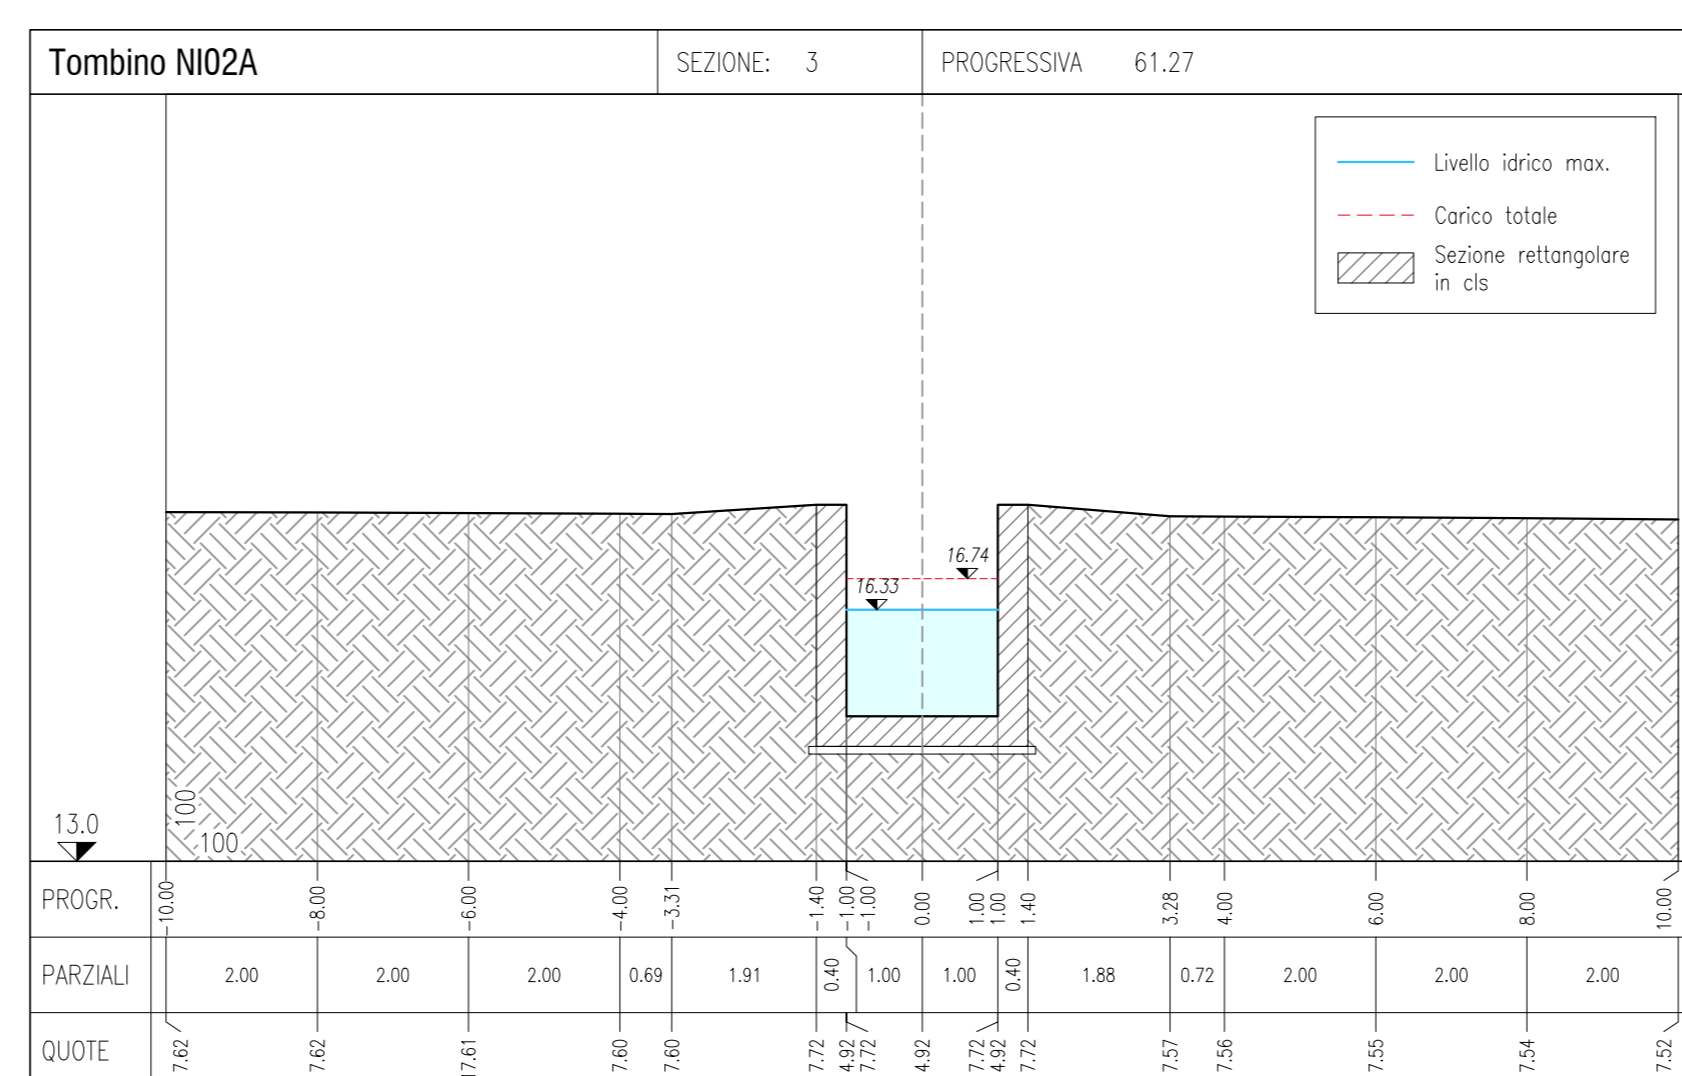 Tombino NI02A
SEZIONE: 3
PROGRESSIVA 61.27
Livello idrico max.
Carico totale
Sezione rettangolare
in cls
16.74
16.33
13.0
100
100
PROGR. -10.00 -8.00 -6.00 -4.00 -3.31 -1.40 -1.00 -1.00 0.00 1.00 1.00 1.40 3.28 4.00 6.00 8.00 10.00
PARZIALI 2.00 2.00 2.00 0.69 1.91 0.40 1.00 1.00 0.40 1.88 0.72 2.00 2.00 2.00
QUOTE 7.62 7.62 17.61 7.60 7.60 7.72 4.92 7.72 4.92 7.72 4.92 7.72 7.57 7.56 7.55 7.54 7.52